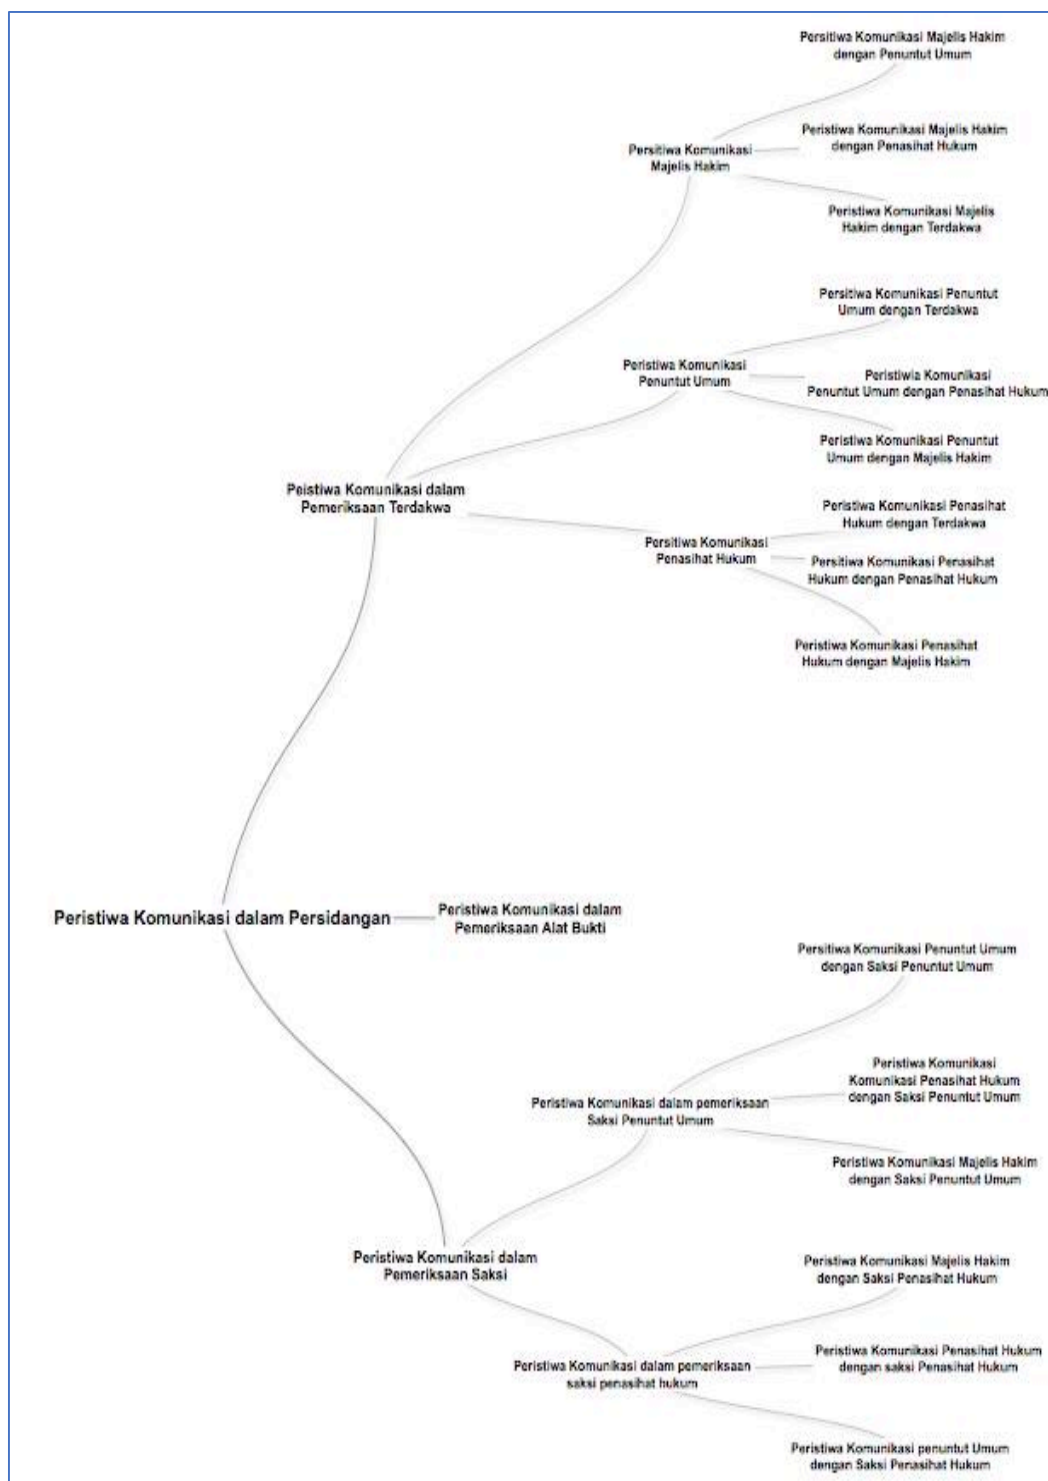 Persitiwa Komunikasi Majelis Hakim
dengan Penuntut Umum
Peristiwa Komunikasi Majelis Hakim
dengan Penasihat Hukum
Persitiwa Komunikasi
Majelis Hakim
Peristiwa Komunikasi Majelis
Hakim dengan Terdakwa
Persitiwa Komunikasi Penuntut
Umum dengan Terdakwa
Peristiwa Komunikasi
Penuntut Umum
Peristiwia Komunikasi
Penuntut Umum dengan Penasihat Hukum
Peristiwa Komunikasi Penuntut
Umum dengan Majelis Hakim
Peistiwa Komunikasi dalam
Pemeriksaan Terdakwa
Peristiwa Komunikasi Penasihat
Hukum dengan Terdakwa
Persitiwa Komunikasi
Penasihat Hukum
Persitiwa Komunikasi Penasihat
Hukum dengan Penasihat Hukum
Peristiwa Komunikasi Penasihat
Hukum dengan Majelis Hakim
Peristiwa Komunikasi dalam Persidangan
Peristiwa Komunikasi dalam
Pemeriksaan Alat Bukti
Persitiwa Komunikasi Penuntut Umum
dengan Saksi Penuntut Umum
Peristiwa Komunikasi
Komunikasi Penasihat Hukum
dengan Saksi Penuntut Umum
Peristiwa Komunikasi dalam pemeriksaan
Saksi Penuntut Umum
Peristiwa Komunikasi Majelis Hakim
dengan Saksi Penuntut Umum
Peristiwa Komunikasi dalam
Pemeriksaan Saksi
Peristiwa Komunikasi Majelis Hakim
dengan Saksi Penasihat Hukum
Peristiwa Komunikasi dalam pemeriksaan
saksi penasihat hukum
Peristiwa Komunikasi Penasihat Hukum
dengan saksi Penasihat Hukum
Peristiwa Komunikasi penuntut Umum
dengan Saksi Penasihat Hukum